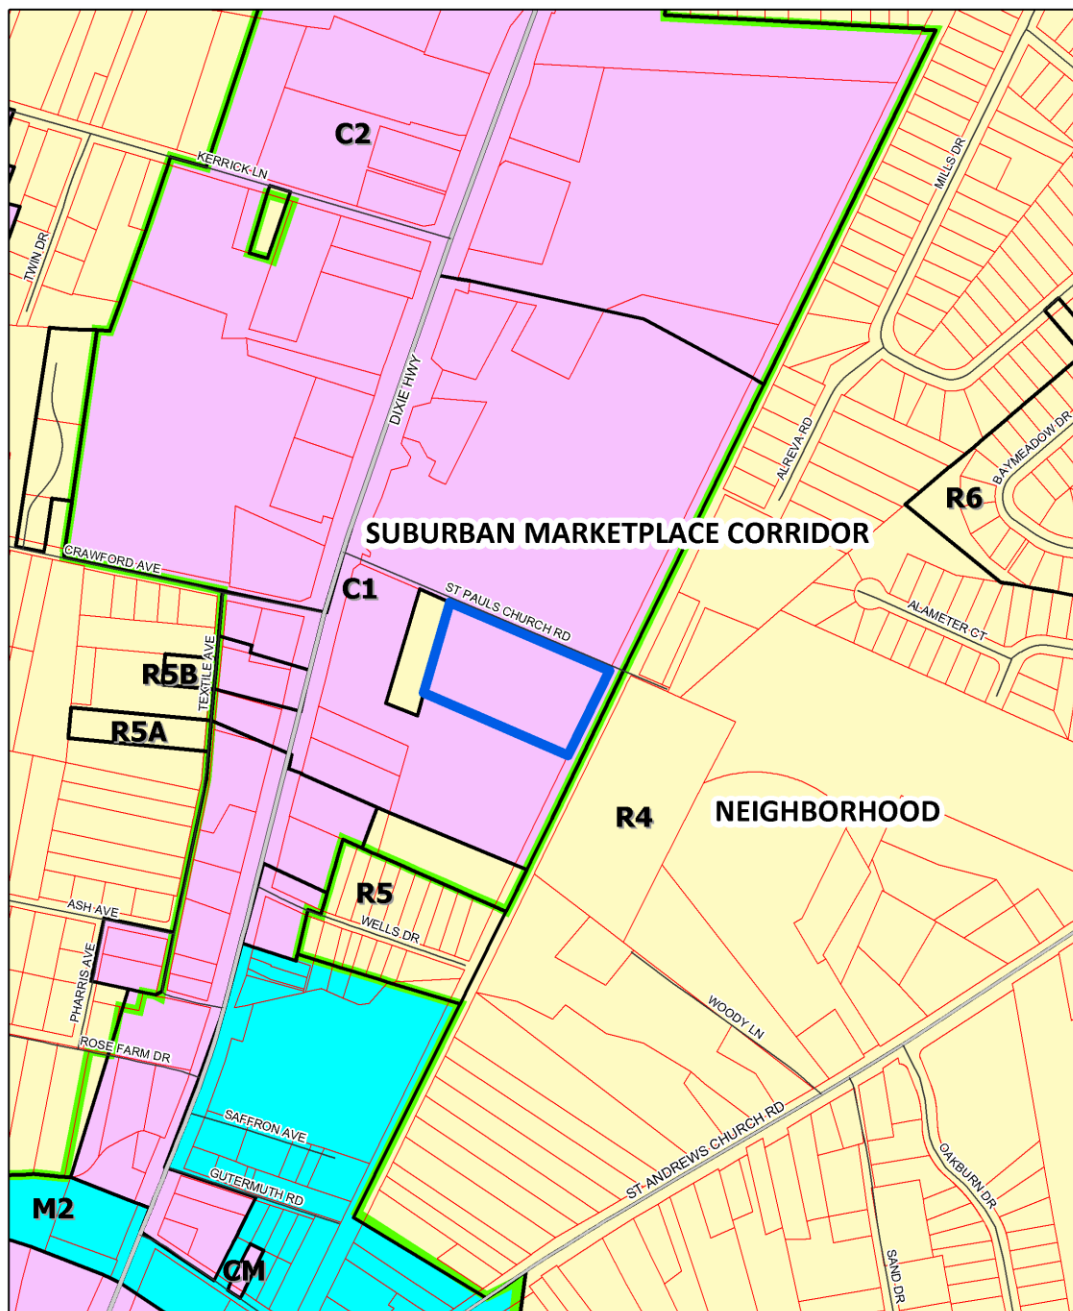 C2
KERRICK LN
MILLS DR
TWIN DR
DIXIE HWY
ALREVA RD
BAYMEADOW DR
R6
SUBURBAN MARKETPLACE CORRIDOR
CRAWFORD AVE
C1
ST PAULS CHURCH RD
ALAMETER CT
TEXTILE AVE
R5B
R5A
R4
NEIGHBORHOOD
R5
ASH AVE
WELLS DR
PHARRIS AVE
WOODY LN
ROSE FARM DR
SAFFRON AVE
ST ANDREWS CHURCH RD
OAKBURN DR
GUTERMUTH RD
M2
CM
SAND DR